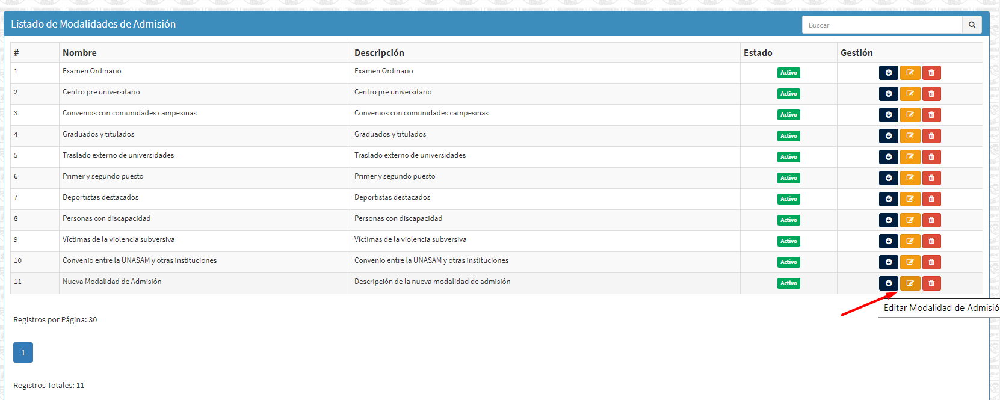 Listado de Modalidades de Admisión
Buscar
# Nombre Descripción Estado Gestión
1 Examen Ordinario Examen Ordinario Activo
2 Centro pre universitario Centro pre universitario Activo
3 Convenios con comunidades campesinas Convenios con comunidades campesinas Activo
4 Graduados y titulados Graduados y titulados Activo
5 Traslado externo de universidades Traslado externo de universidades Activo
6 Primer y segundo puesto Primer y segundo puesto Activo
7 Deportistas destacados Deportistas destacados Activo
8 Personas con discapacidad Personas con discapacidad Activo
9 Víctimas de la violencia subversiva Víctimas de la violencia subversiva Activo
10 Convenio entre la UNASAM y otras instituciones Convenio entre la UNASAM y otras instituciones Activo
11 Nueva Modalidad de Admisión Descripción de la nueva modalidad de admisión Activo
Editar Modalidad de Admisió
Registros por Página: 30
1
Registros Totales: 11